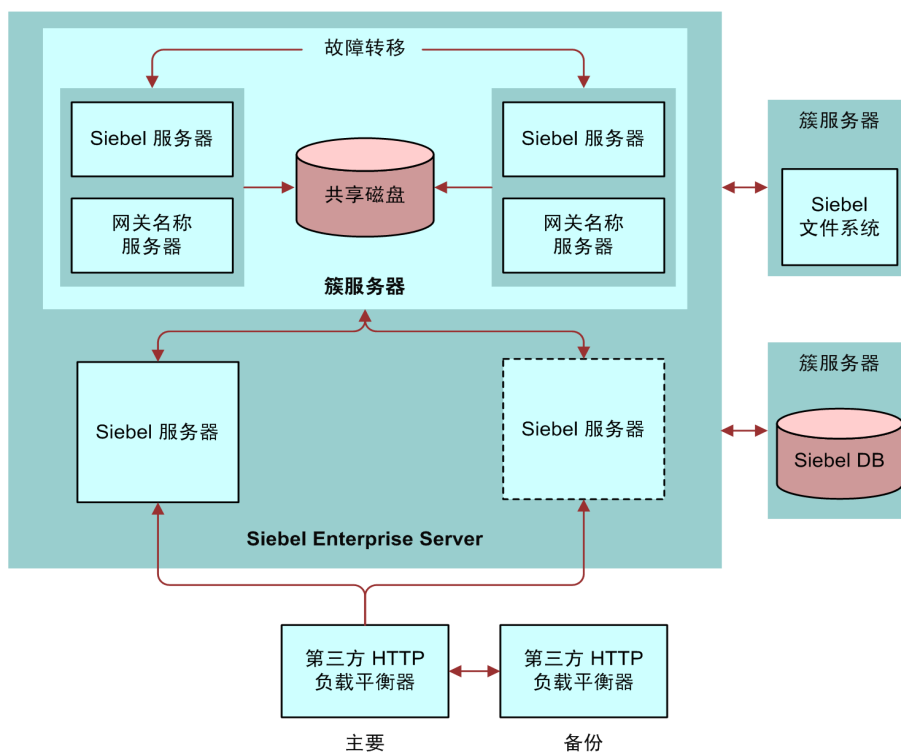 故障转移
Siebel 服务器
网关名称
服务器
共享磁盘
Siebel 服务器
网关名称
服务器
簇服务器
簇服务器
Siebel
文件系统
Siebel 服务器
Siebel 服务器
簇服务器
Siebel DB
Siebel Enterprise Server
第三方 HTTP
负载平衡器
第三方 HTTP
负载平衡器
主要
备份